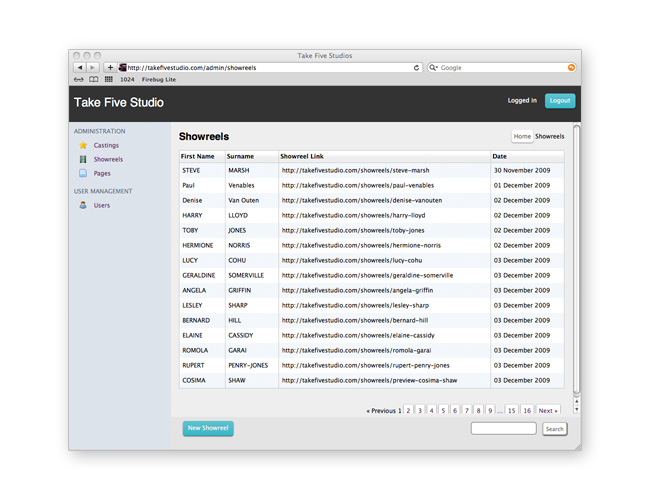 Take Five Studios
http://takefivestudio.com/admin/showreels
Google
1024 Firebug Lite
Take Five Studio
Logged in Logout
ADMINISTRATION
Castings
Showreels
Pages
USER MANAGEMENT
Users
Showreels
Home Showreels
First Name Surname Showreel Link Date
STEVE MARSH http://takefivestudio.com/showreels/steve-marsh 30 November 2009
Paul Venables http://takefivestudio.com/showreels/paul-venables 01 December 2009
Denise Van Outen http://takefivestudio.com/showreels/denise-vanouten 02 December 2009
HARRY LLOYD http://takefivestudio.com/showreels/harry-lloyd 02 December 2009
TOBY JONES http://takefivestudio.com/showreels/toby-jones 02 December 2009
HERMIONE NORRIS http://takefivestudio.com/showreels/hermione-norris 02 December 2009
LUCY COHU http://takefivestudio.com/showreels/lucy-cohu 03 December 2009
GERALDINE SOMERVILLE http://takefivestudio.com/showreels/geraldine-somerville 03 December 2009
ANGELA GRIFFIN http://takefivestudio.com/showreels/angela-griffin 03 December 2009
LESLEY SHARP http://takefivestudio.com/showreels/lesley-sharp 03 December 2009
BERNARD HILL http://takefivestudio.com/showreels/bernard-hill 03 December 2009
ELAINE CASSIDY http://takefivestudio.com/showreels/elaine-cassidy 03 December 2009
ROMOLA GARAI http://takefivestudio.com/showreels/romola-garai 03 December 2009
RUPERT PENRY-JONES http://takefivestudio.com/showreels/rupert-penry-jones 03 December 2009
COSIMA SHAW http://takefivestudio.com/showreels/preview-cosima-shaw 03 December 2009
« Previous 1 2 3 4 5 6 7 8 9 ... 15 16 Next »
New Showreel Search